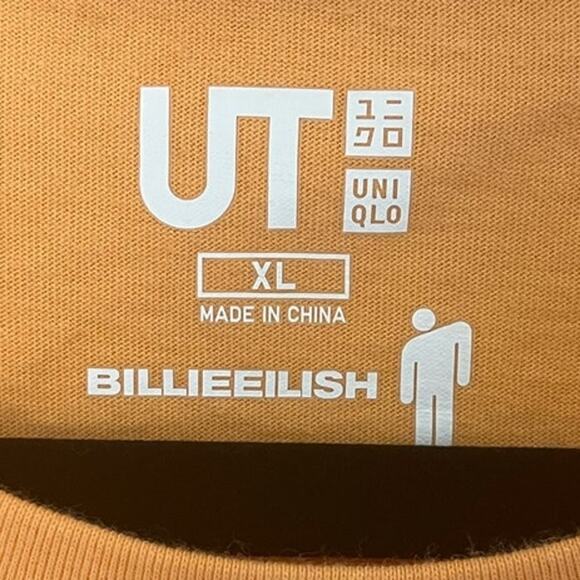 UT
ユニ
クロ
UNI
QLO
XL
MADE IN CHINA
BILLIEEILISH